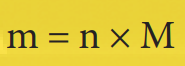 m = n × M